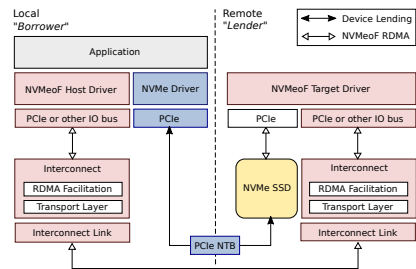 Local
"Borrower"
Remote
"Lender"
Device Lending
NVMeoF RDMA
Application
NVMeoF Host Driver
NVMe Driver
NVMeoF Target Driver
PCIe or other IO bus
PCIe
PCIe
PCIe or other IO bus
Interconnect
RDMA Facilitation
Transport Layer
NVMe SSD
Interconnect
RDMA Facilitation
Transport Layer
Interconnect Link
PCIe NTB
Interconnect Link